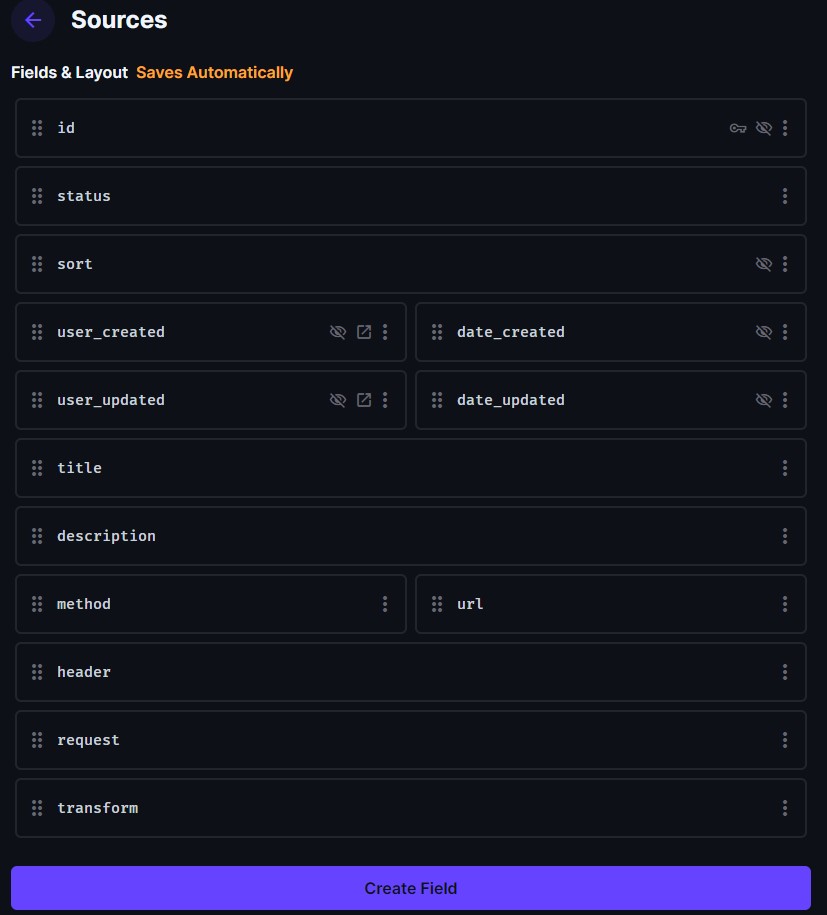 Sources
Fields & Layout Saves Automatically
id
status
sort
user_created date_created
user_updated date_updated
title
description
method url
header
request
transform
Create Field